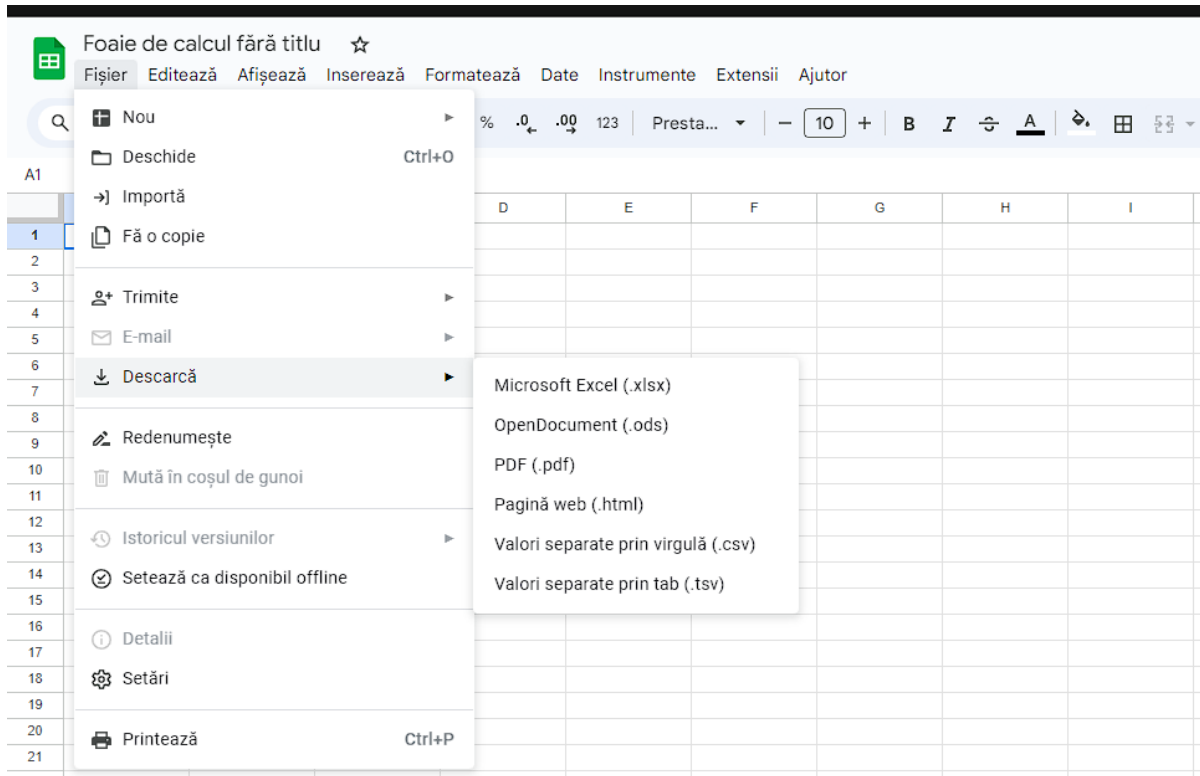 Foaie de calcul fără titlu
Fișier Editează Afișează Inserează Formatează Date Instrumente Extensii Ajutor
% .0 .00 123 Presta... 10 B I A
A1
D E F G H I
Nou
Deschide Ctrl+O
Importă
Fă o copie
Trimite
E-mail
Descarcă
Redenumește
Mută în coșul de gunoi
Istoricul versiunilor
Setează ca disponibil offline
Detalii
Setări
Printează Ctrl+P
Microsoft Excel (.xlsx)
OpenDocument (.ods)
PDF (.pdf)
Pagină web (.html)
Valori separate prin virgulă (.csv)
Valori separate prin tab (.tsv)
1
2
3
4
5
6
7
8
9
10
11
12
13
14
15
16
17
18
19
20
21